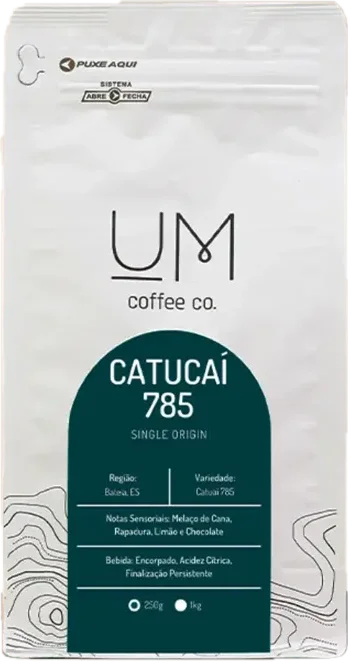 PUXE AQUI
SISTEMA
ABRE FECHA
UM
coffee co.
CATUCAÍ
785
SINGLE ORIGIN
Região: Variedade:
Bateia, ES Catuaí 785
Notas Sensoriais: Melaço de Cana,
Rapadura, Limão e Chocolate
Bebida: Encorpado, Acidez Cítrica,
Finalização Persistente
250g 1kg